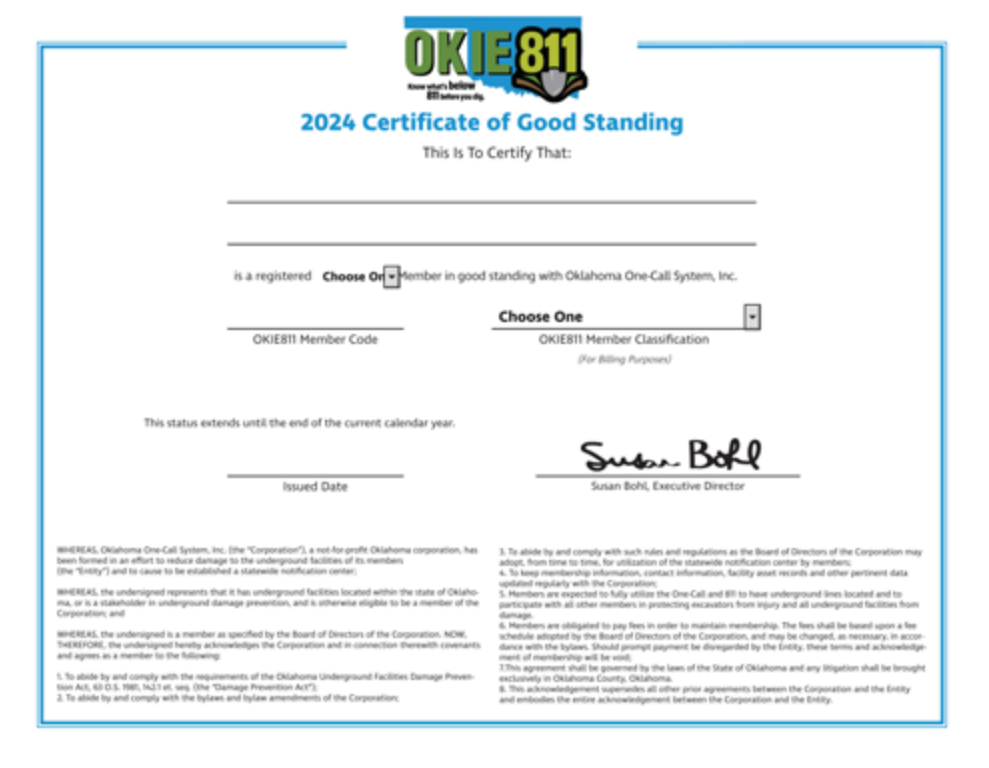 OKIE 811
Know what's below
811 before you dig.
2024 Certificate of Good Standing
This Is To Certify That:
is a registered Choose On Member in good standing with Oklahoma One-Call System, Inc.
Choose One
OKIE811 Member Code
OKIE811 Member Classification
(For Billing Purposes)
This status extends until the end of the current calendar year.
Susan Bohl
Issued Date
Susan Bohl, Executive Director
WHEREAS, Oklahoma One-Call System, Inc. (the "Corporation"), a not-for-profit Oklahoma corporation, has
been formed in an effort to reduce damage to the underground facilities of its members
(the "Entity") and to cause to be established a statewide notification center;
WHEREAS, the undersigned represents that it has underground facilities located within the state of Oklaho-
ma, or is a stakeholder in underground damage prevention, and is otherwise eligible to be a member of the
Corporation; and
WHEREAS, the undersigned is a member as specified by the Board of Directors of the Corporation. NOW,
THEREFORE, the undersigned hereby acknowledges the Corporation and in connection therewith covenants
and agrees as a member to the following:
1. To abide by and comply with the requirements of the Oklahoma Underground Facilities Damage Preven-
tion Act, 63 O.S. 1981, 142.1 et. seq. (the "Damage Prevention Act");
2. To abide by and comply with the bylaws and bylaw amendments of the Corporation;
3. To abide by and comply with such rules and regulations as the Board of Directors of the Corporation may
adopt, from time to time, for utilization of the statewide notification center by members;
4. To keep membership information, contact information, facility asset records and other pertinent data
updated regularly with the Corporation;
5. Members are expected to fully utilize the One-Call and 811 to have underground lines located and to
participate with all other members in protecting excavators from injury and all underground facilities from
damage.
6. Members are obligated to pay fees in order to maintain membership. The fees shall be based upon a fee
schedule adopted by the Board of Directors of the Corporation, and may be changed, as necessary, in accor-
dance with the bylaws. Should prompt payment be disregarded by the Entity, these terms and acknowledge-
ment of membership will be void;
7.This agreement shall be governed by the laws of the State of Oklahoma and any litigation shall be brought
exclusively in Oklahoma County, Oklahoma.
8. This acknowledgement supersedes all other prior agreements between the Corporation and the Entity
and embodies the entire acknowledgement between the Corporation and the Entity.